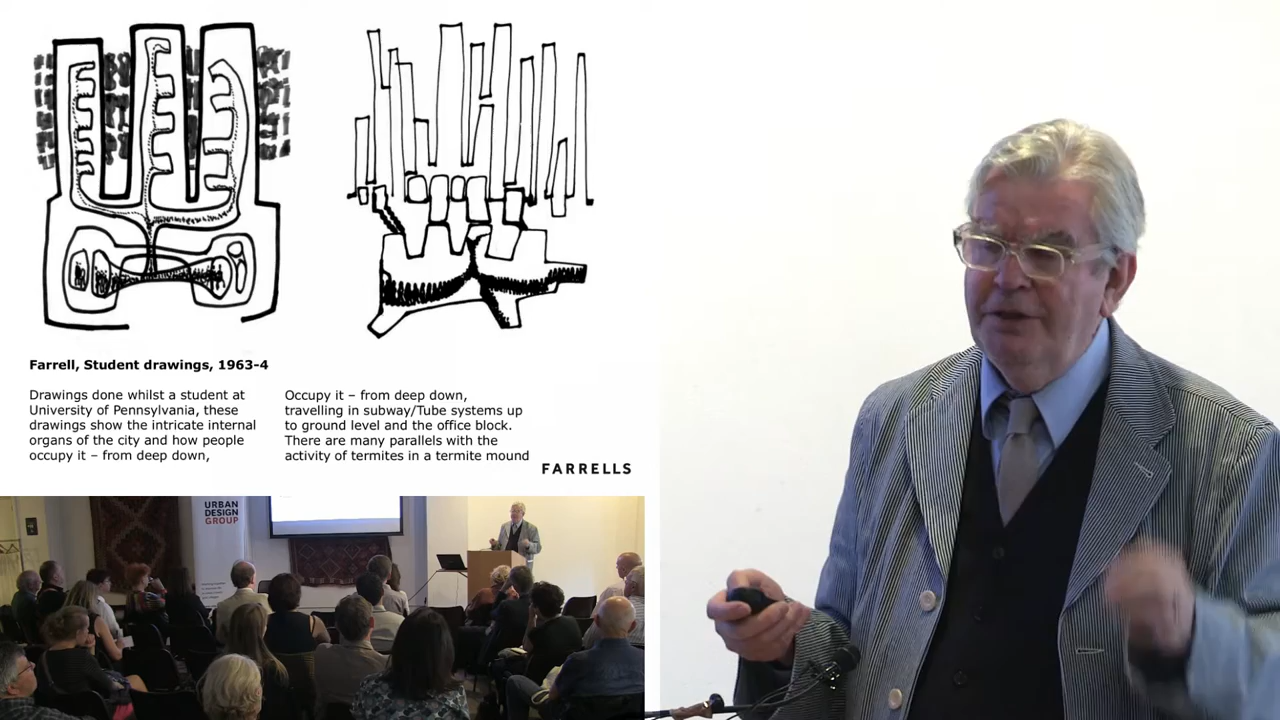 Farrell, Student drawings, 1963-4
Drawings done whilst a student at
University of Pennsylvania, these
drawings show the intricate internal
organs of the city and how people
occupy it – from deep down,
Occupy it – from deep down,
travelling in subway/Tube systems up
to ground level and the office block.
There are many parallels with the
activity of termites in a termite mound
FARRELLS
URBAN
DESIGN
GROUP